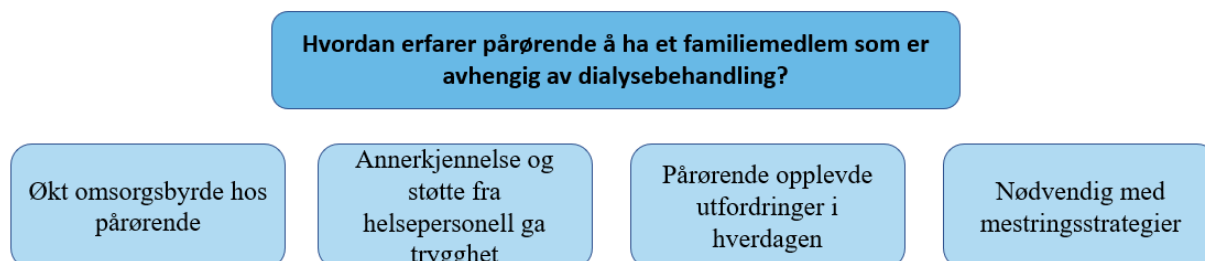 Hvordan erfarer pårørende å ha et familiemedlem som er
avhengig av dialysebehandling?
Økt omsorgsbyrde hos
pårørende
Annerkjennelse og
støtte fra
helsepersonell ga
trygghet
Pårørende opplevde
utfordringer i
hverdagen
Nødvendig med
mestringsstrategier